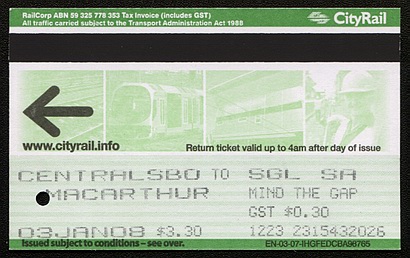 RailCorp ABN 59 325 778 353 Tax Invoice (includes GST)
All traffic carried subject to the Transport Administration Act 1988
CityRail
www.cityrail.info
Return ticket valid up to 4am after day of issue
CENTRALSBO TO SGL SA
MACARTHUR MIND THE GAP
GST $0.30
03JAN08 $3.30 1223 2315432026
Issued subject to conditions – see over. EN-03-07-IHGFEDCBA98765